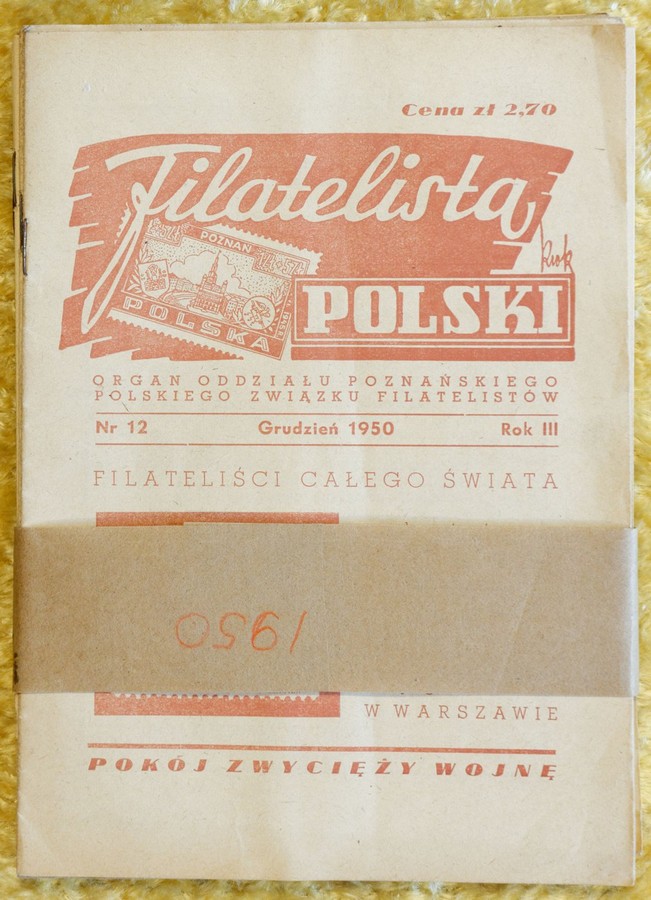 Cena zł 2,70
Filatelista
POZNAŃ
POLSKA
POLSKI
ORGAN ODDZIAŁU POZNAŃSKIEGO
POLSKIEGO ZWIĄZKU FILATELISTÓW
Nr 12 Grudzień 1950 Rok III
FILATELIŚCI CAŁEGO ŚWIATA
1950
W WARSZAWIE
POKÓJ ZWYCIĘŻY WOJNĘ